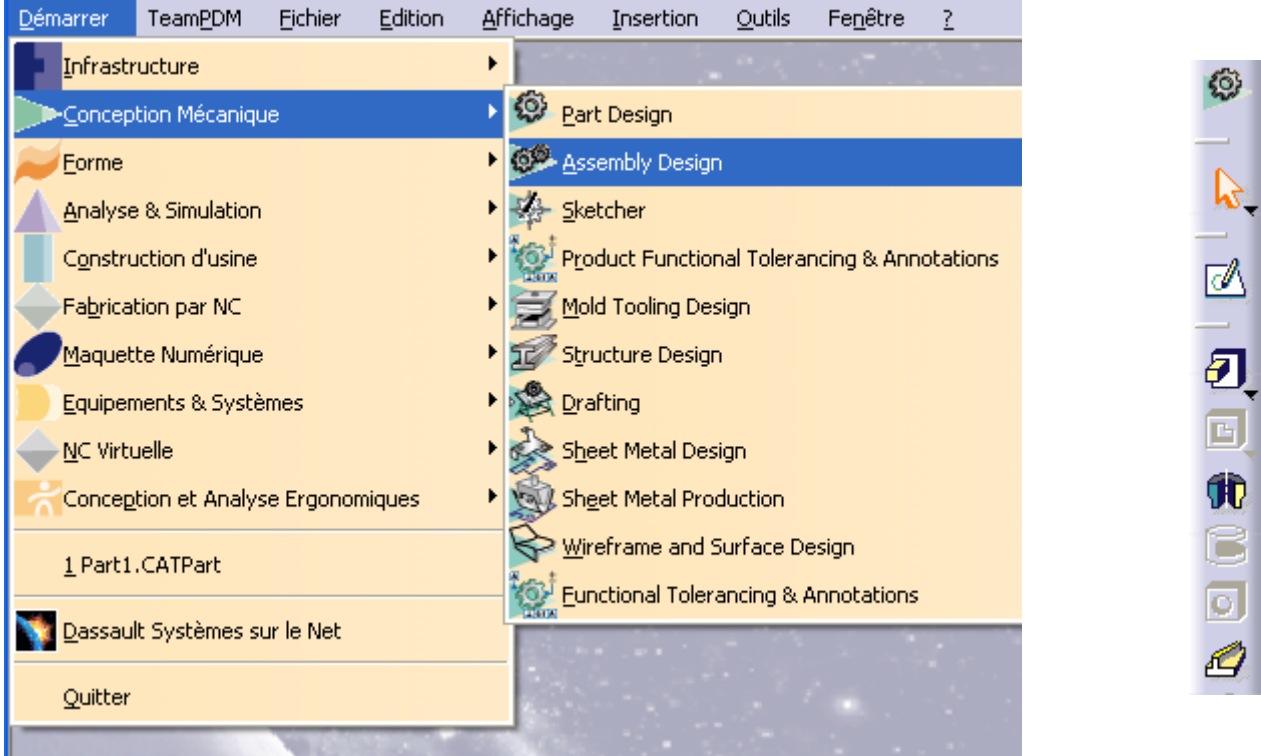 Démarrer TeamPDM Fichier Edition Affichage Insertion Outils Fenêtre ?
Infrastructure
Conception Mécanique
Forme
Analyse & Simulation
Construction d'usine
Fabrication par NC
Maquette Numérique
Equipements & Systèmes
NC Virtuelle
Conception et Analyse Ergonomiques
1 Part1.CATPart
Dassault Systèmes sur le Net
Quitter
Part Design
Assembly Design
Sketcher
Product Functional Tolerancing & Annotations
Mold Tooling Design
Structure Design
Drafting
Sheet Metal Design
Sheet Metal Production
Wireframe and Surface Design
Functional Tolerancing & Annotations